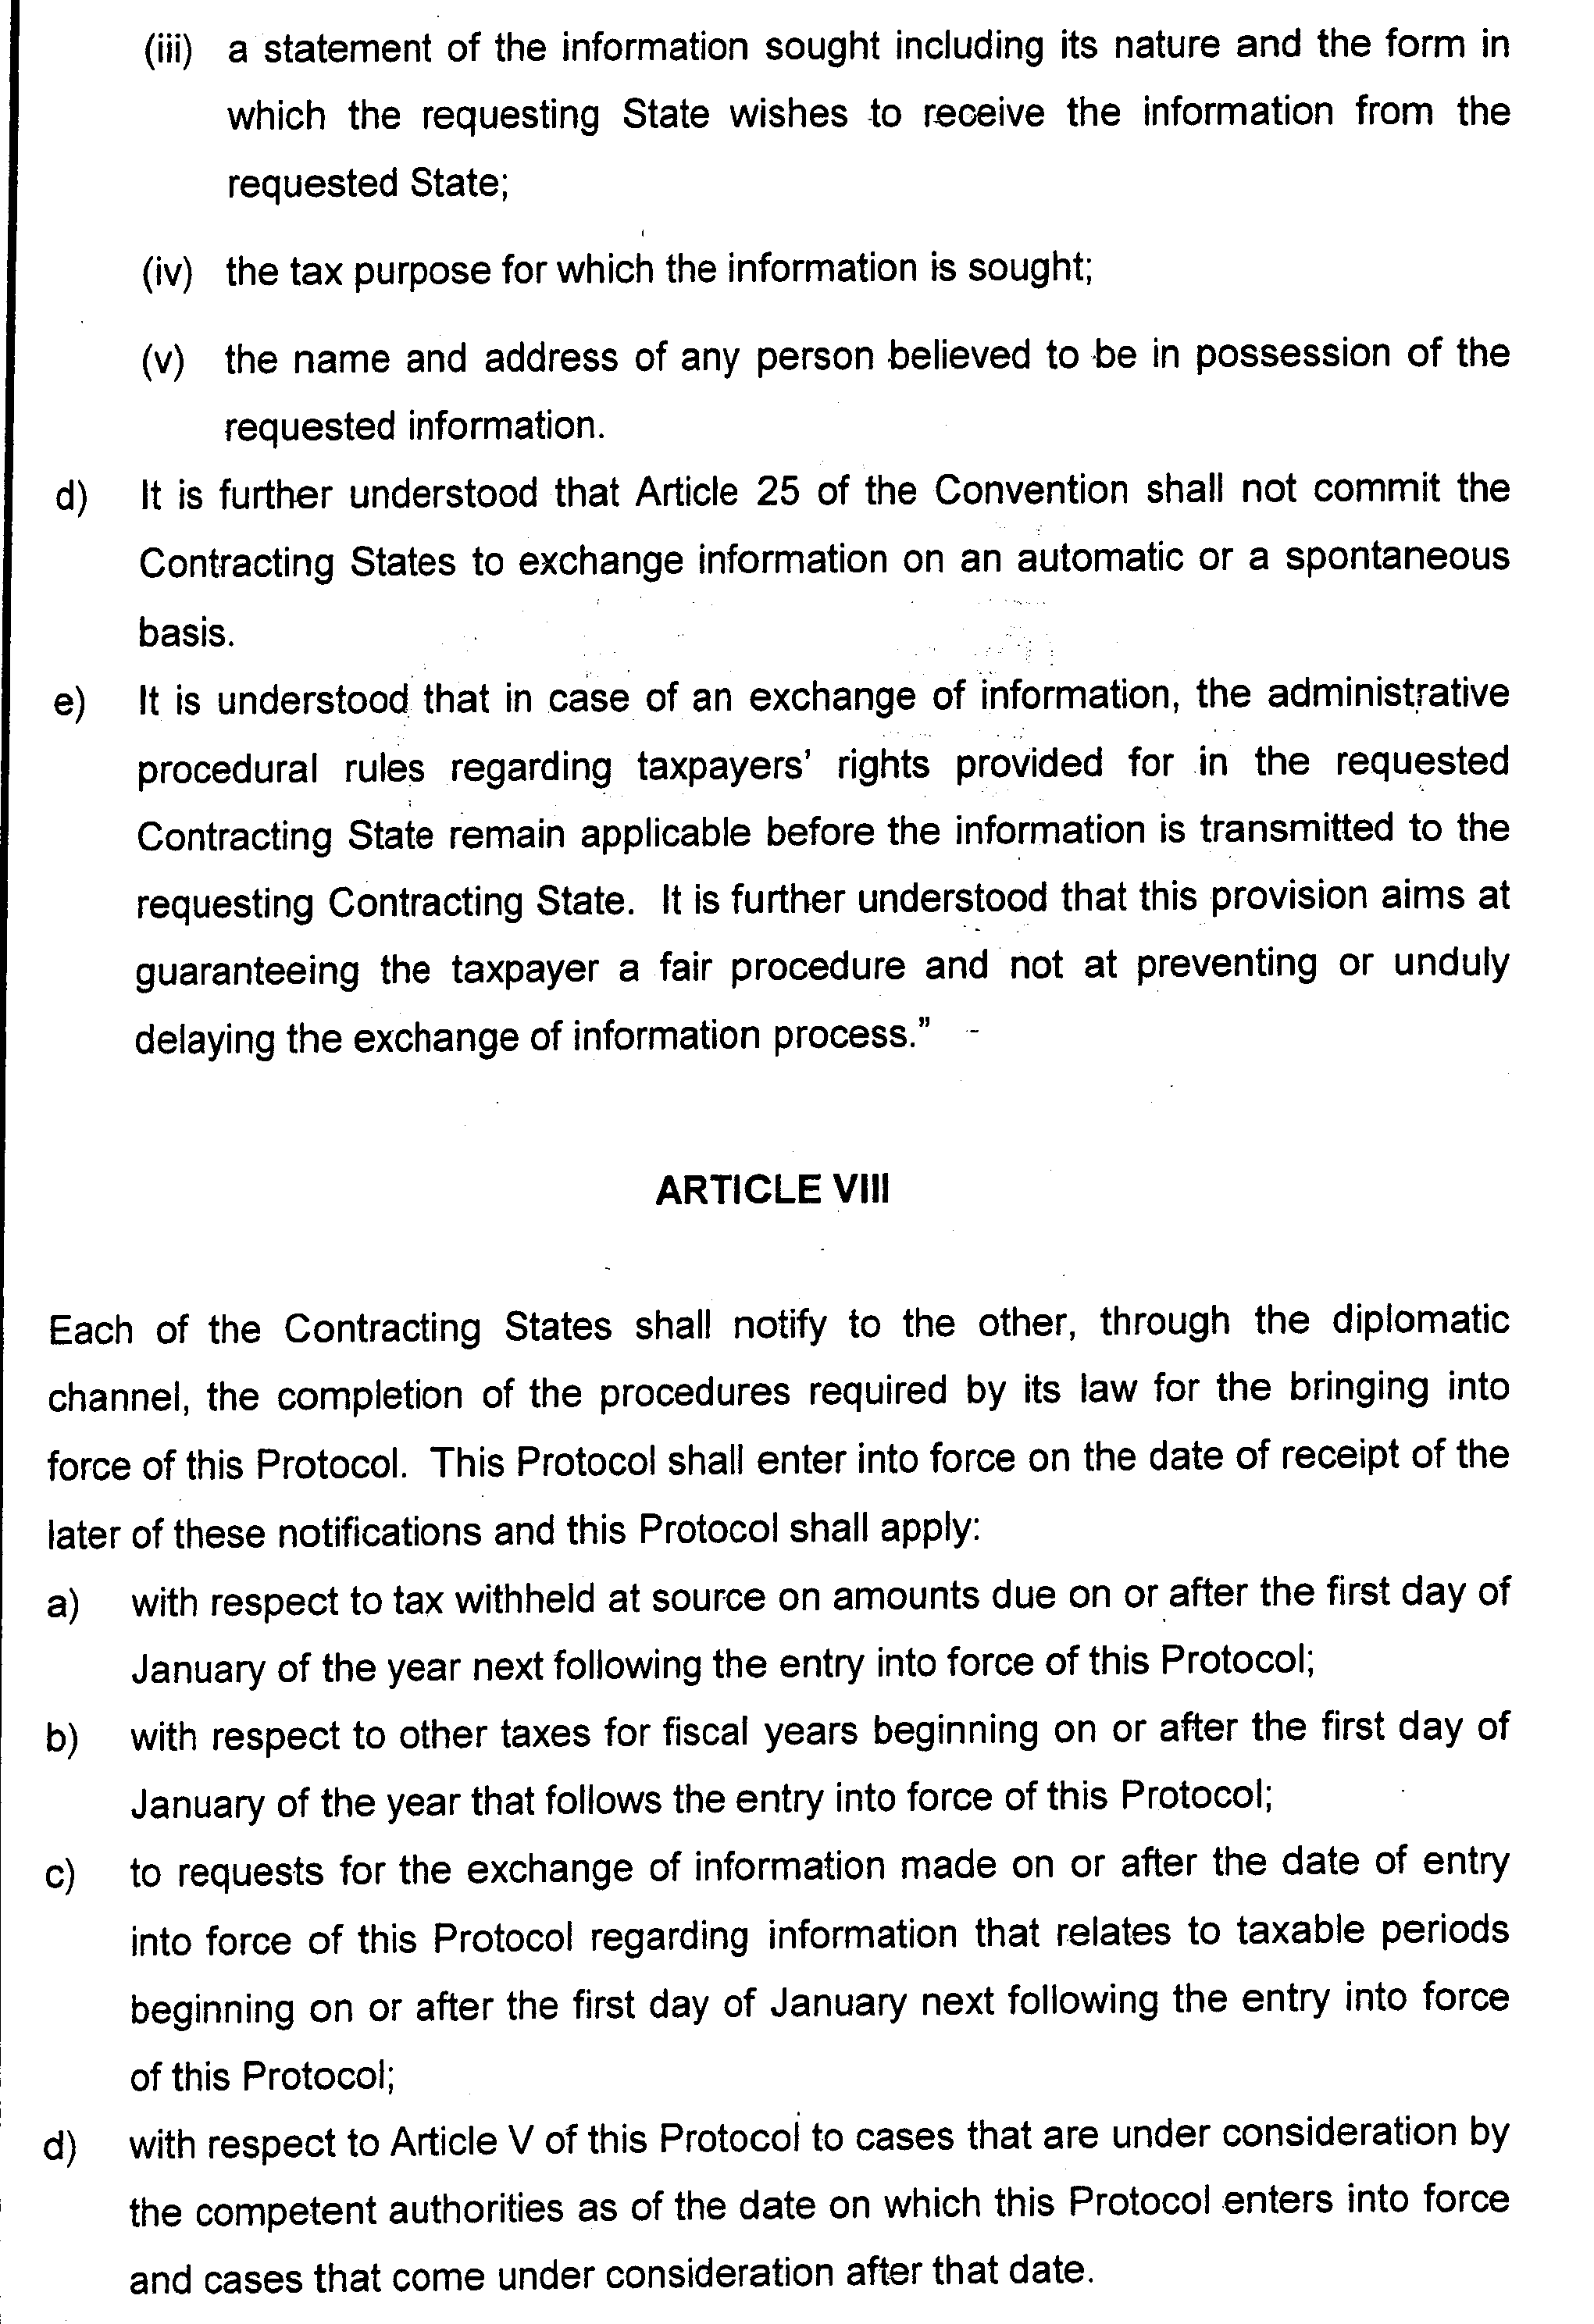 (iii) a statement of the information sought including its nature and the form in
which the requesting State wishes to receive the information from the
requested State;
(iv) the tax purpose for which the information is sought;
(v) the name and address of any person believed to be in possession of the
requested information.
d) It is further understood that Article 25 of the Convention shall not commit the
Contracting States to exchange information on an automatic or a spontaneous
basis.
e) It is understood that in case of an exchange of information, the administrative
procedural rules regarding taxpayers’ rights provided for in the requested
Contracting State remain applicable before the information is transmitted to the
requesting Contracting State. It is further understood that this provision aims at
guaranteeing the taxpayer a fair procedure and not at preventing or unduly
delaying the exchange of information process.”
ARTICLE VIII
Each of the Contracting States shall notify to the other, through the diplomatic
channel, the completion of the procedures required by its law for the bringing into
force of this Protocol. This Protocol shall enter into force on the date of receipt of the
later of these notifications and this Protocol shall apply:
a) with respect to tax withheld at source on amounts due on or after the first day of
January of the year next following the entry into force of this Protocol;
b) with respect to other taxes for fiscal years beginning on or after the first day of
January of the year that follows the entry into force of this Protocol;
c) to requests for the exchange of information made on or after the date of entry
into force of this Protocol regarding information that relates to taxable periods
beginning on or after the first day of January next following the entry into force
of this Protocol;
d) with respect to Article V of this Protocol to cases that are under consideration by
the competent authorities as of the date on which this Protocol enters into force
and cases that come under consideration after that date.